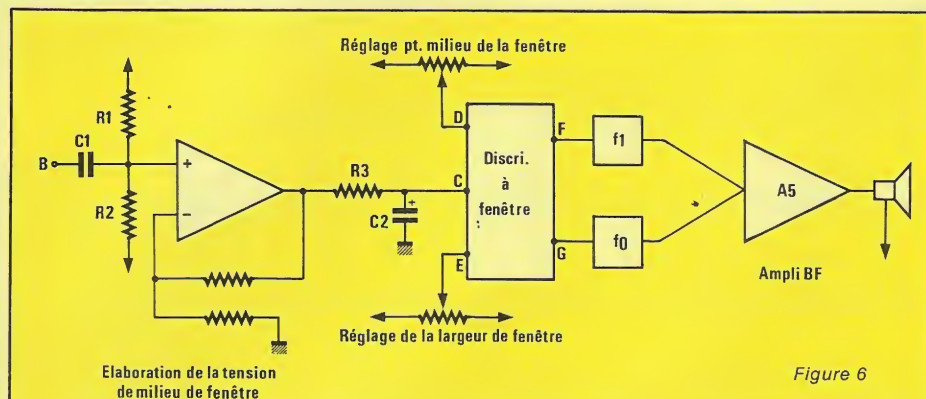 Réglage pt. milieu de la fenêtre
R1
D
F
f1
B
C1
+
R3
C
Discri.
à
fenêtre
A5
R2
−
C2
+
E
G
f0
Ampli BF
Réglage de la largeur de fenêtre
Elaboration de la tension
de milieu de fenêtre
Figure 6